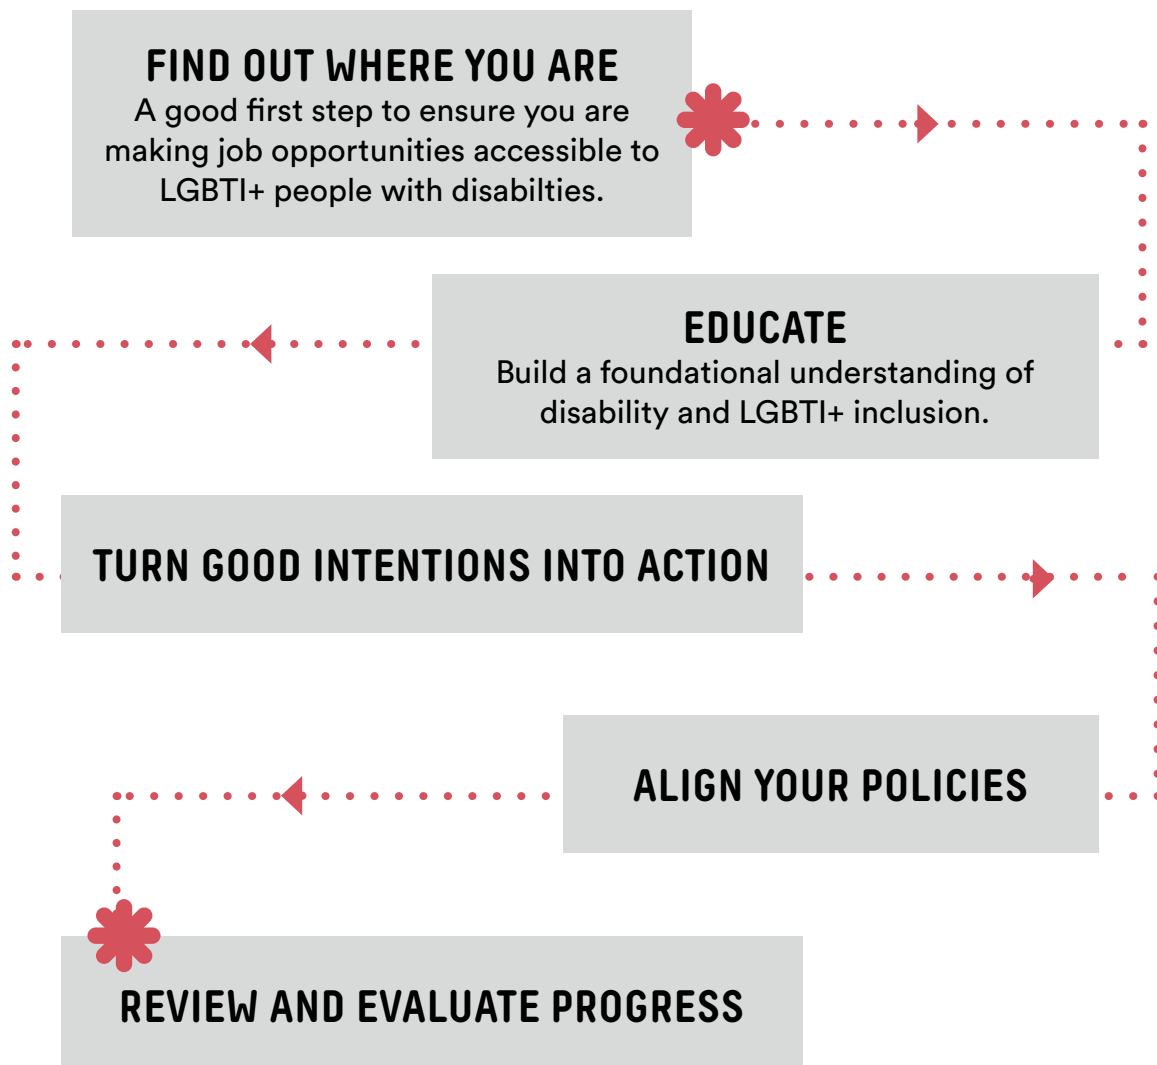 FIND OUT WHERE YOU ARE
A good first step to ensure you are
making job opportunities accessible to
LGBTI+ people with disabilties.
EDUCATE
Build a foundational understanding of
disability and LGBTI+ inclusion.
TURN GOOD INTENTIONS INTO ACTION
ALIGN YOUR POLICIES
REVIEW AND EVALUATE PROGRESS